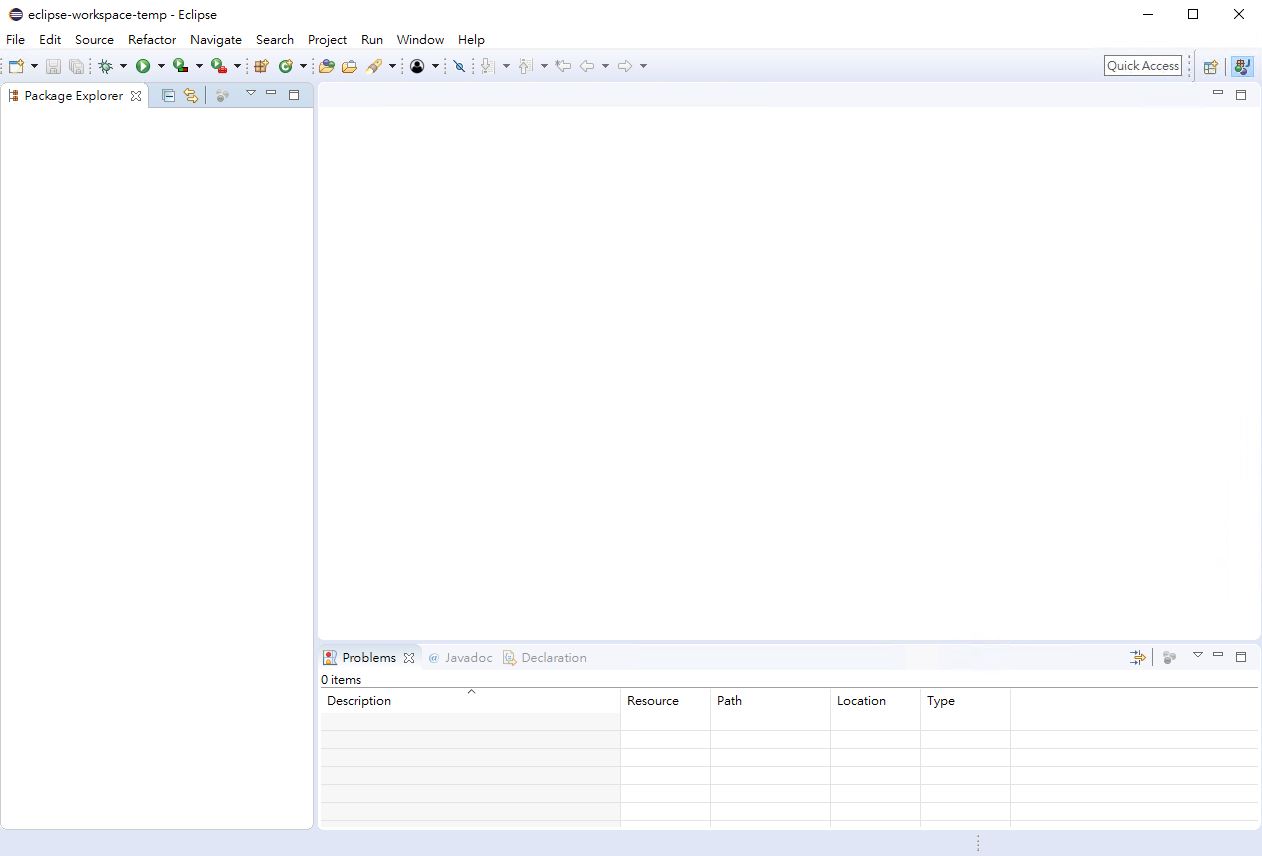 eclipse-workspace-temp - Eclipse
File Edit Source Refactor Navigate Search Project Run Window Help
Quick Access
Package Explorer
Problems @ Javadoc Declaration
0 items
Description Resource Path Location Type